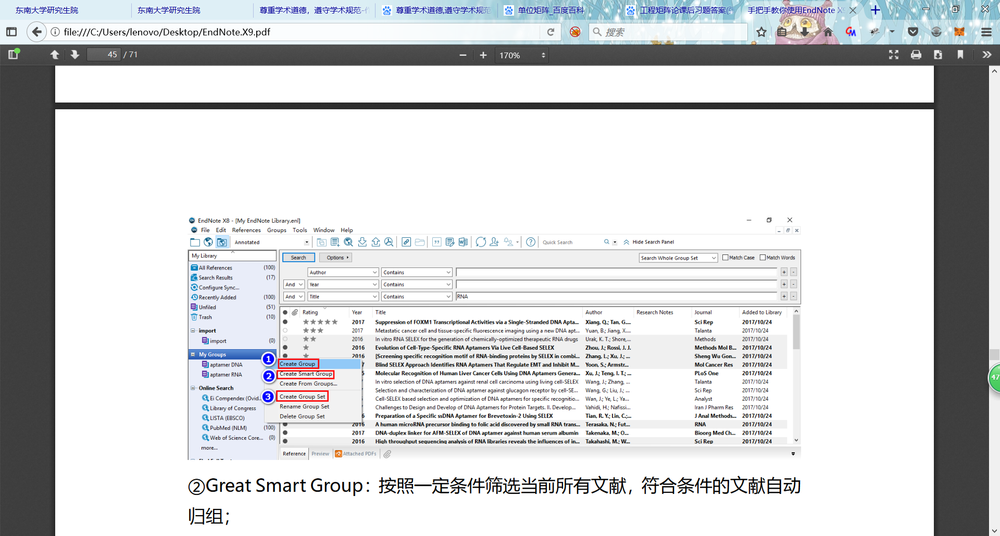 东南大学研究生院 东南大学研究生院 尊重学术道德，遵守学术规范- 尊重学术道德,遵守学术规范 单位矩阵_百度百科 工程矩阵论课后习题答案 手把手教你使用EndNote X
file:///C:/Users/lenovo/Desktop/EndNote.X9.pdf 搜索
45 / 71 170%
EndNote X8 - [My EndNote Library.enl]
File Edit References Groups Tools Window Help
Annotated Quick Search Hide Search Panel
My Library Search Options Search Whole Group Set Match Case Match Words
All References (100)
Search Results (17) Author Contains
Configure Sync... And Year Contains
Recently Added (100) And Title Contains RNA
Unfiled (51)
Trash (10)
import
import (0)
My Groups
aptamer DNA
aptamer RNA
Online Search
Ei Compendex (Ovid...
Library of Congress
LISTA (EBSCO)
PubMed (NLM) (100)
Web of Science Core... (0)
more...
1 Create Group
2 Create Smart Group
Create From Groups...
3 Create Group Set
Rename Group Set
Delete Group Set
Rating Year Title Author Research Notes Journal Added to Library
2017 Suppression of FOXM1 Transcriptional Activities via a Single-Stranded DNA Apta... Xiang, Q.; Tan, G.... Sci Rep 2017/10/24
2017 Metastatic cancer cell and tissue-specific fluorescence imaging using a new DNA apt... Yuan, B.; Jiang, X.... Talanta 2017/10/24
2016 In vitro RNA SELEX for the generation of chemically-optimized therapeutic RNA drugs Urak, K. T.; Shore,... Methods 2017/10/24
2016 Evolution of Cell-Type-Specific RNA Aptamers Via Live Cell-Based SELEX Zhou, J.; Rossi, J. J. Methods Mol B... 2017/10/24
2016 [Screening specific recognition motif of RNA-binding proteins by SELEX in combi... Zhang, L.; Xu, J.; ... Sheng Wu Gon... 2017/10/24
7 Blind SELEX Approach Identifies RNA Aptamers That Regulate EMT and Inhibit M... Yoon, S.; Armstr... Mol Cancer Res 2017/10/24
5 Molecular Recognition of Human Liver Cancer Cells Using DNA Aptamers Genera... Xu, J.; Teng, I. T.; ... PLoS One 2017/10/24
In vitro selection of DNA aptamers against renal cell carcinoma using living cell-SELEX Wang, J.; Zhang, ... Talanta 2017/10/24
Selection and characterization of DNA aptamer against glucagon receptor by cell-SE... Wang, G.; Liu, J.; ... Sci Rep 2017/10/24
Cell-SELEX based selection and optimization of DNA aptamers for specific recognitio... Wan, J.; Ye, L.; Ya... Analyst 2017/10/24
Challenges to Design and Develop of DNA Aptamers for Protein Targets. II. Develop... Vahidi, H.; Nafissi... Iran J Pharm Res 2017/10/24
6 Preparation of a Specific ssDNA Aptamer for Brevetoxin-2 Using SELEX Tian, R. Y.; Lin, C.;... J Anal Methods... 2017/10/24
2016 A human microRNA precursor binding to folic acid discovered by small RNA trans... Terasaka, N.; Fut... RNA 2017/10/24
2017 DNA-duplex linker for AFM-SELEX of DNA aptamer against human serum albumin Takenaka, M.; O... Bioorg Med Ch... 2017/10/24
2016 High throughput sequencing analysis of RNA libraries reveals the influences of in... Takahashi, M.; W... Sci Rep 2017/10/24
Reference Preview Attached PDFs
②Great Smart Group：按照一定条件筛选当前所有文献，符合条件的文献自动
归组；
47